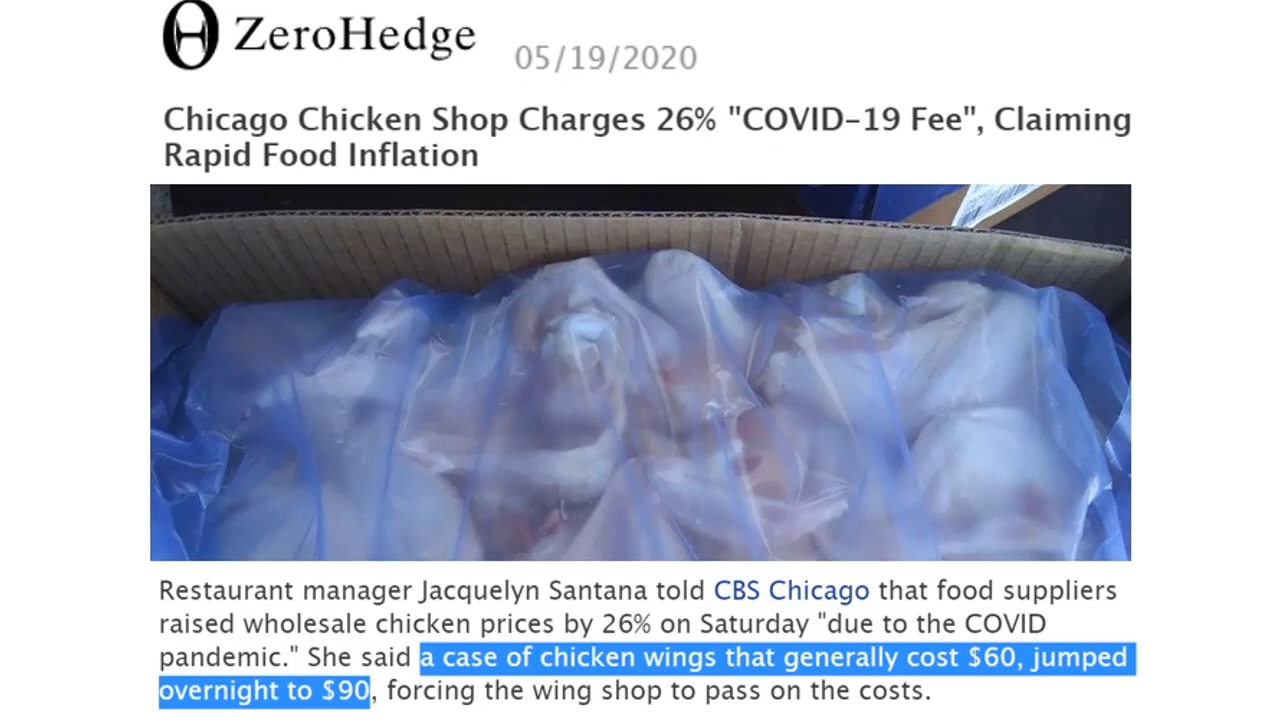 ZeroHedge 05/19/2020
Chicago Chicken Shop Charges 26% "COVID-19 Fee", Claiming
Rapid Food Inflation
Restaurant manager Jacquelyn Santana told CBS Chicago that food suppliers
raised wholesale chicken prices by 26% on Saturday "due to the COVID
pandemic." She said a case of chicken wings that generally cost $60, jumped
overnight to $90, forcing the wing shop to pass on the costs.